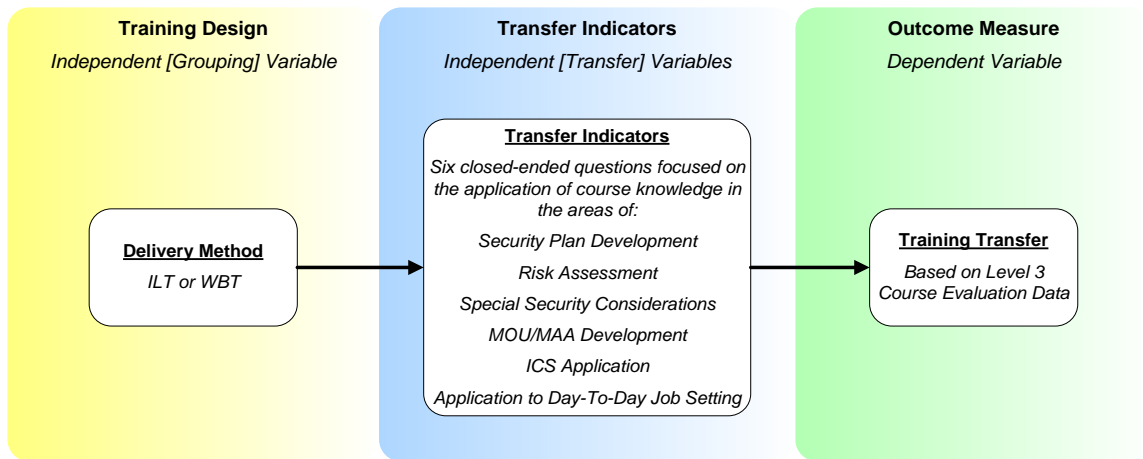 Training Design
Independent [Grouping] Variable
Delivery Method
ILT or WBT
Transfer Indicators
Independent [Transfer] Variables
Transfer Indicators
Six closed-ended questions focused on
the application of course knowledge in
the areas of:
Security Plan Development
Risk Assessment
Special Security Considerations
MOU/MAA Development
ICS Application
Application to Day-To-Day Job Setting
Outcome Measure
Dependent Variable
Training Transfer
Based on Level 3
Course Evaluation Data